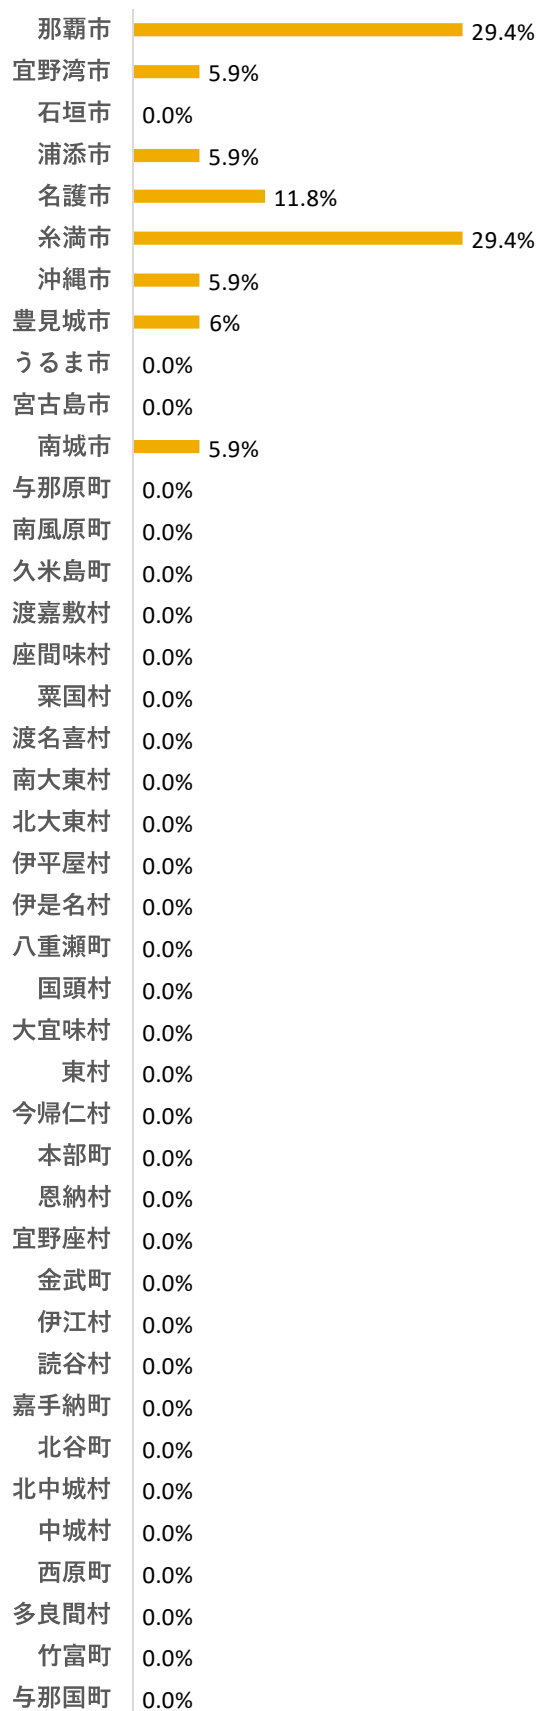 那覇市 29.4%
宜野湾市 5.9%
石垣市 0.0%
浦添市 5.9%
名護市 11.8%
糸満市 29.4%
沖縄市 5.9%
豊見城市 6%
うるま市 0.0%
宮古島市 0.0%
南城市 5.9%
与那原町 0.0%
南風原町 0.0%
久米島町 0.0%
渡嘉敷村 0.0%
座間味村 0.0%
粟国村 0.0%
渡名喜村 0.0%
南大東村 0.0%
北大東村 0.0%
伊平屋村 0.0%
伊是名村 0.0%
八重瀬町 0.0%
国頭村 0.0%
大宜味村 0.0%
東村 0.0%
今帰仁村 0.0%
本部町 0.0%
恩納村 0.0%
宜野座村 0.0%
金武町 0.0%
伊江村 0.0%
読谷村 0.0%
嘉手納町 0.0%
北谷町 0.0%
北中城村 0.0%
中城村 0.0%
西原町 0.0%
多良間村 0.0%
竹富町 0.0%
与那国町 0.0%